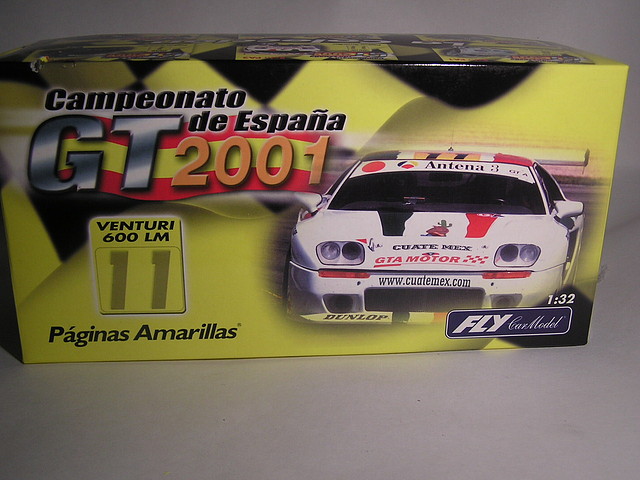 Campeonato
de España
GT 2001
VENTURI
600 LM
11
Páginas Amarillas
Antena 3
GTA
CUATE MEX
GTA MOTOR
www.cuatemex.com
DUNLOP
1:32
FLY Car Model